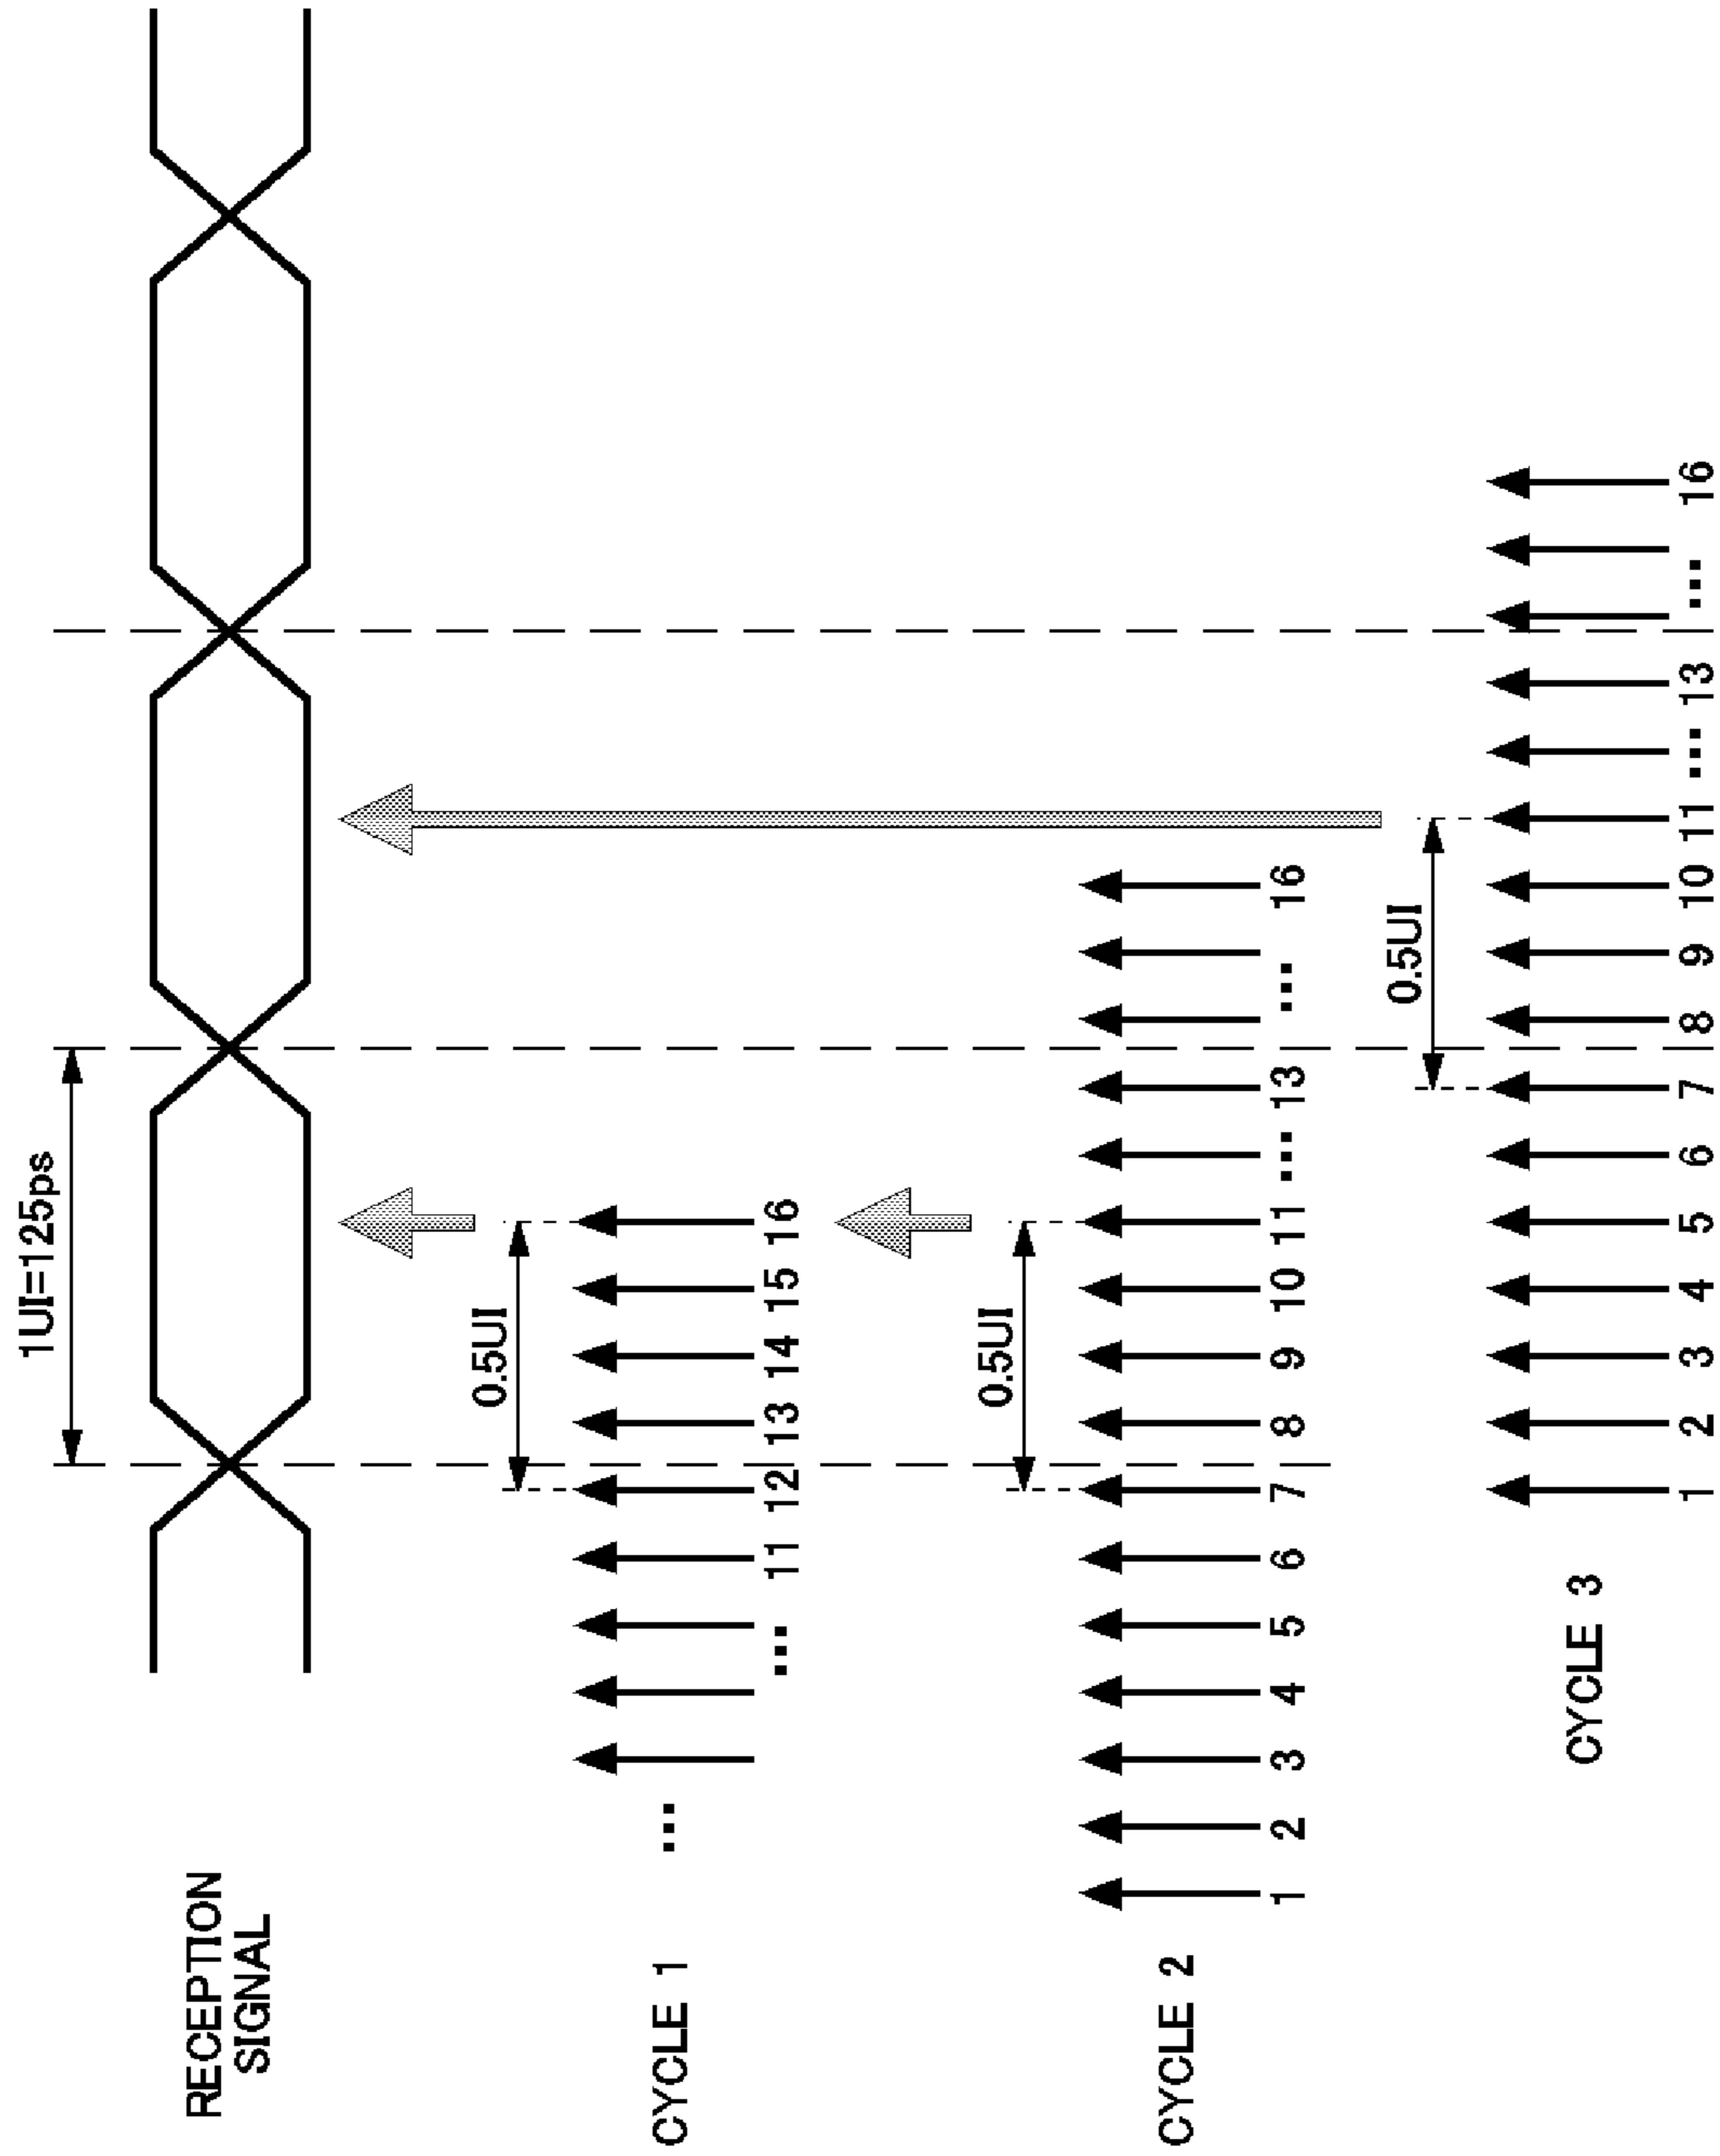 1UI=125ps
RECEPTION
SIGNAL
0.5UI
CYCLE 1
... ... 11 12 13 14 15 16
0.5UI
CYCLE 2
1 2 3 4 5 6 7 8 9 10 11 ... 13 ... 16
0.5UI
CYCLE 3
1 2 3 4 5 6 7 8 9 10 11 ... 13 ... 16